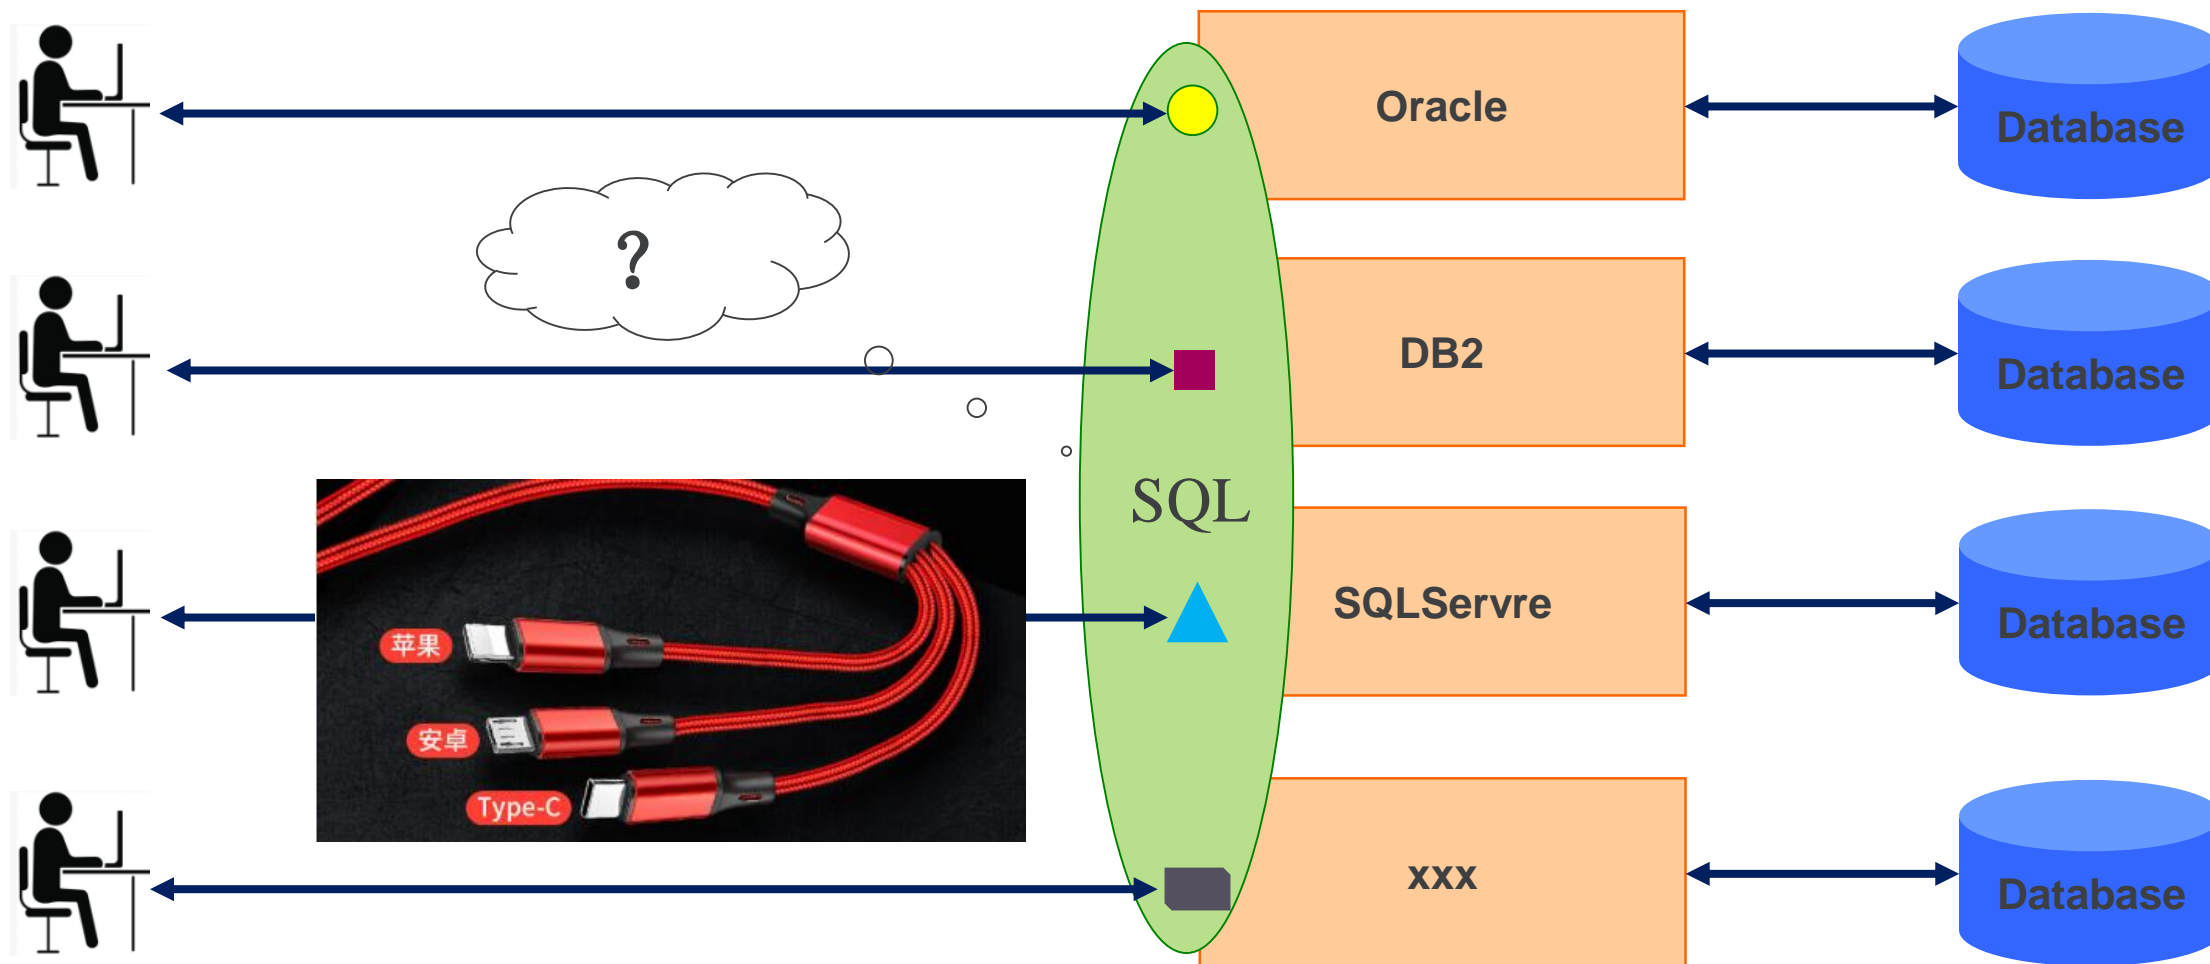 Oracle
Database
?
DB2
Database
SQL
SQLServre
Database
苹果
安卓
Type-C
xxx
Database